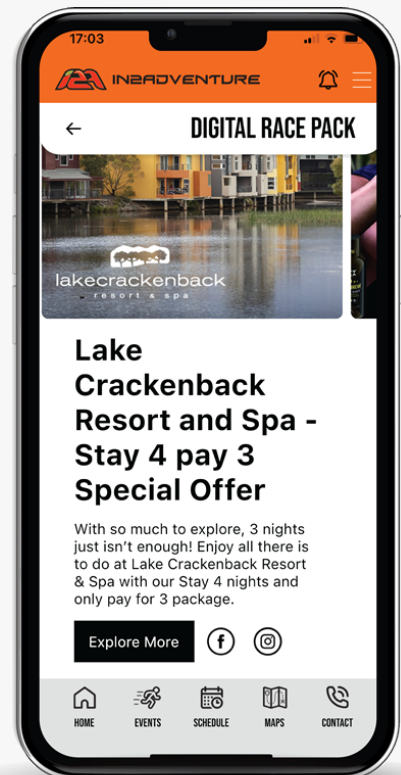 17:03
IN2ADVENTURE
DIGITAL RACE PACK
lakecrackenback
resort & spa
Lake
Crackenback
Resort and Spa -
Stay 4 pay 3
Special Offer
With so much to explore, 3 nights
just isn't enough! Enjoy all there is
to do at Lake Crackenback Resort
& Spa with our Stay 4 nights and
only pay for 3 package.
Explore More
HOME EVENTS SCHEDULE MAPS CONTACT